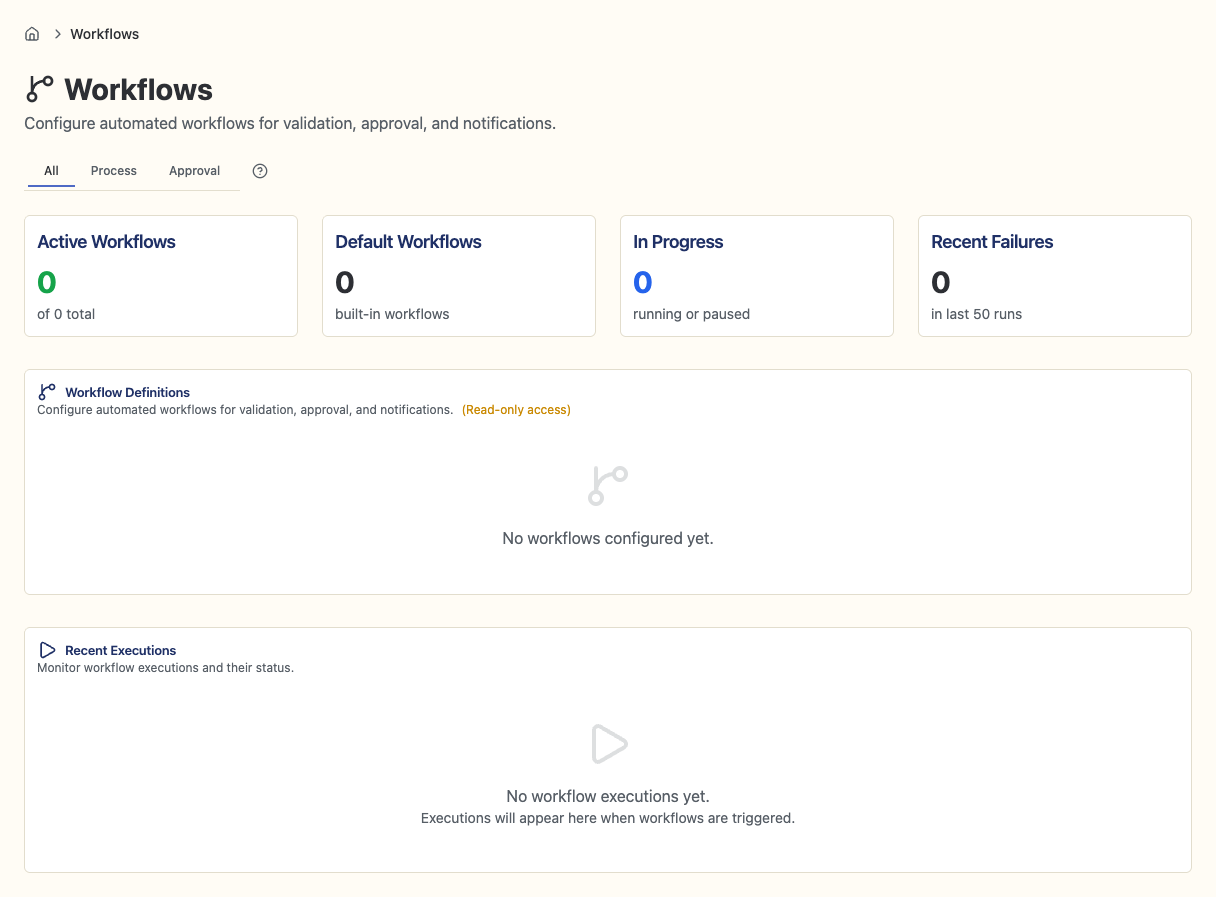 Workflows
Workflows
Configure automated workflows for validation, approval, and notifications.
All Process Approval ?
Active Workflows Default Workflows In Progress Recent Failures
0 0 0 0
of 0 total built-in workflows running or paused in last 50 runs
Workflow Definitions
Configure automated workflows for validation, approval, and notifications. (Read-only access)
No workflows configured yet.
Recent Executions
Monitor workflow executions and their status.
No workflow executions yet.
Executions will appear here when workflows are triggered.